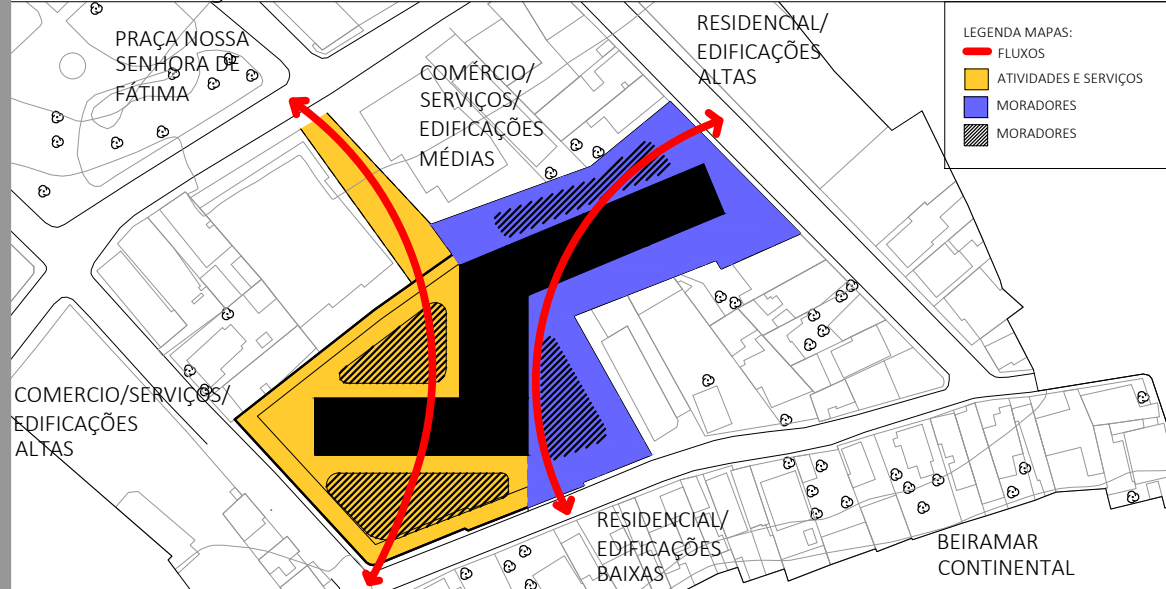 PRAÇA NOSSA
SENHORA DE
FÁTIMA
COMÉRCIO/
SERVIÇOS/
EDIFICAÇÕES
MÉDIAS
RESIDENCIAL/
EDIFICAÇÕES
ALTAS
LEGENDA MAPAS:
FLUXOS
ATIVIDADES E SERVIÇOS
MORADORES
MORADORES
COMERCIO/SERVIÇOS/
EDIFICAÇÕES
ALTAS
RESIDENCIAL/
EDIFICAÇÕES
BAIXAS
BEIRAMAR
CONTINENTAL